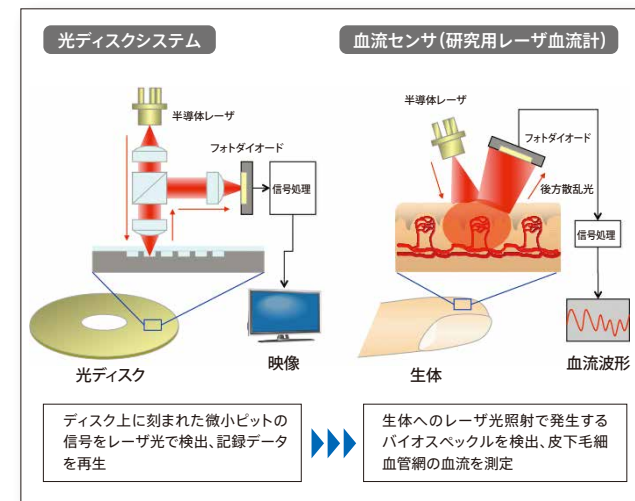 光ディスクシステム
半導体レーザ
フォトダイオード
信号処理
光ディスク
映像
ディスク上に刻まれた微小ピットの
信号をレーザ光で検出、記録データ
を再生
血流センサ(研究用レーザ血流計)
半導体レーザ
フォトダイオード
後方散乱光
信号処理
生体
血流波形
生体へのレーザ光照射で発生する
バイオスペックルを検出、皮下毛細
血管網の血流を測定